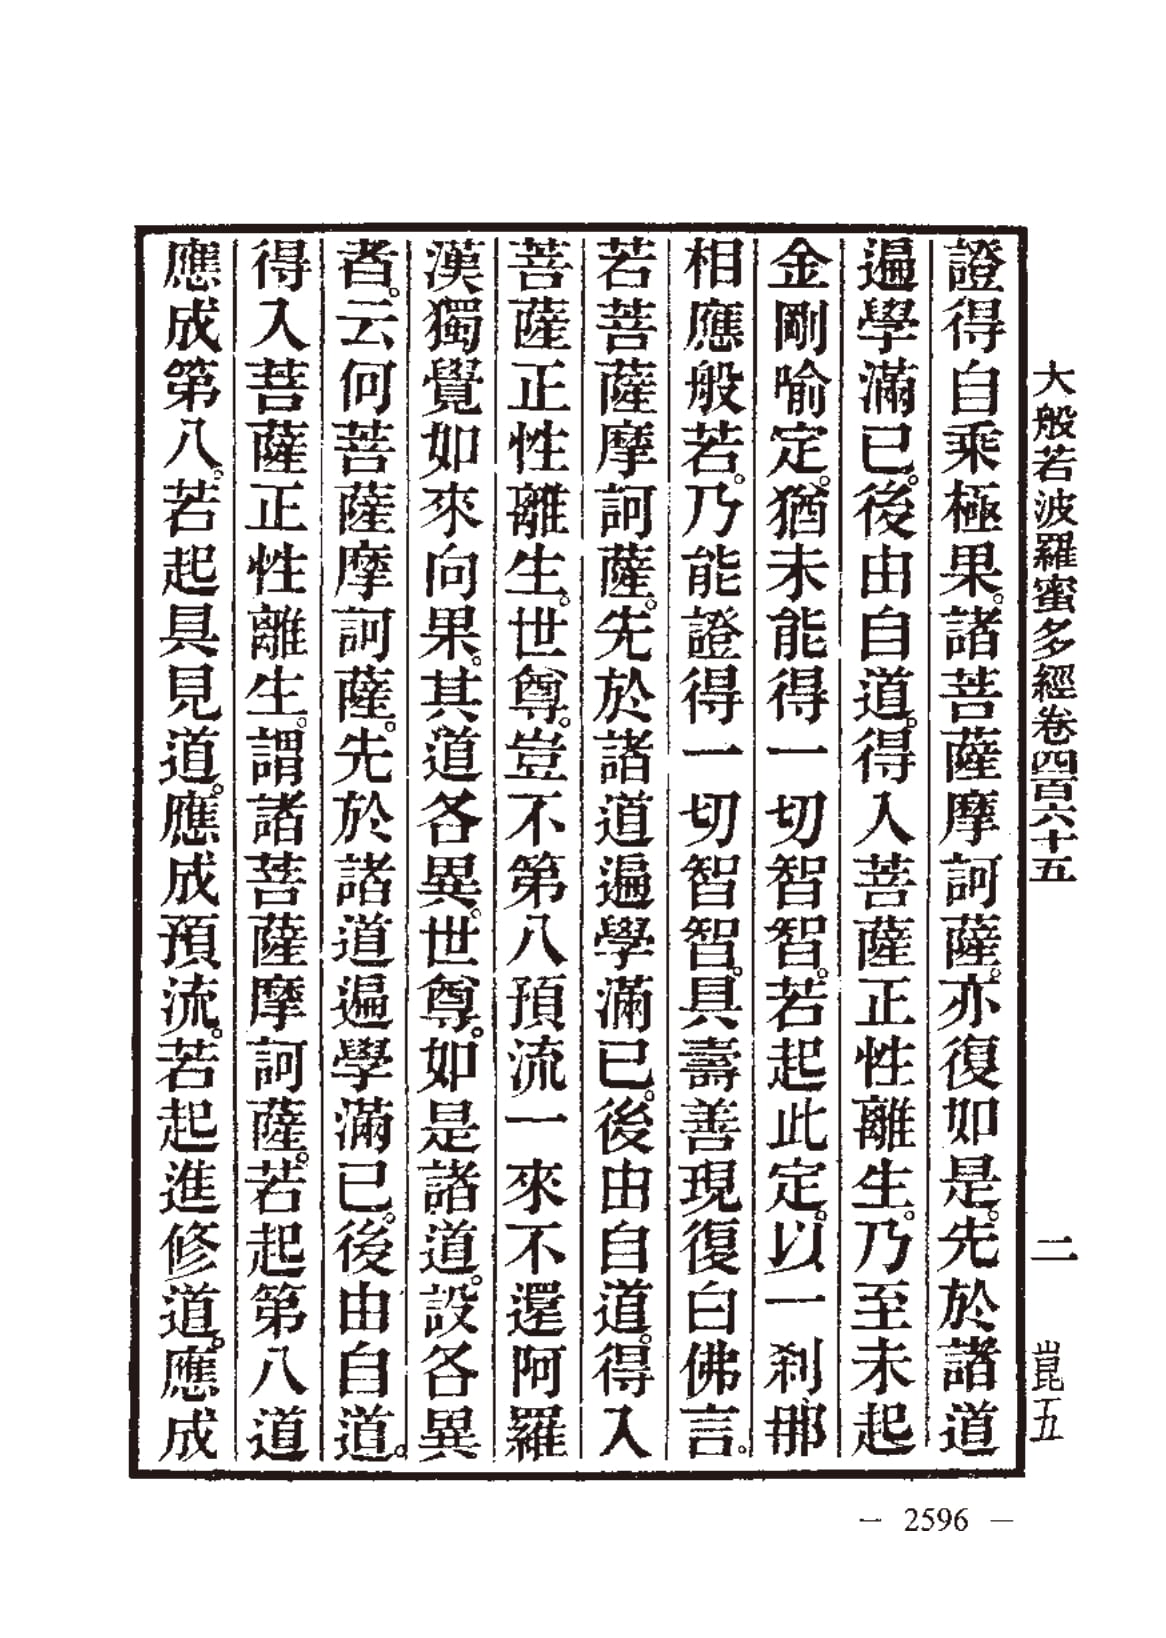 大般若波羅蜜多經卷四百六十五　二　崑五
證得自乘極果。諸菩薩摩訶薩。亦復如是。先於諸道
遍學滿已。後由自道。得入菩薩正性離生。乃至未起
金剛喻定。猶未能得一切智智。若起此定。以一剎那
相應般若。乃能證得一切智智。具壽善現復白佛言。
若菩薩摩訶薩。先於諸道遍學滿已。後由自道。得入
菩薩正性離生。世尊。豈不第八預流一來不還阿羅
漢獨覺如來向果。其道各異。世尊。如是諸道。設各異
者。云何菩薩摩訶薩。先於諸道遍學滿已。後由自道。
得入菩薩正性離生。謂諸菩薩摩訶薩。若起第八道
應成第八。若起具見道。應成預流。若起進修道。應成
— 2596 —